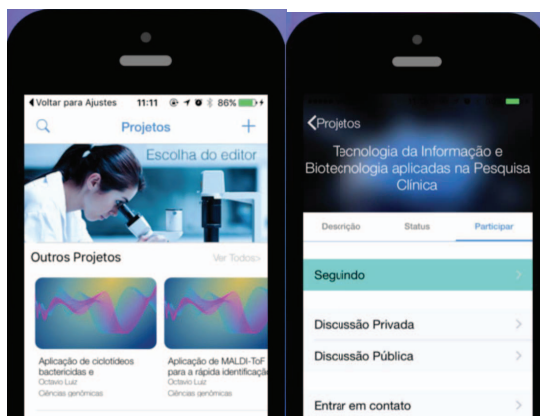 Voltar para Ajustes 11:11 86%
Projetos
Escolha do editor
Outros Projetos
Ver Todos>
Aplicação de ciclotídeos
bactericidas e
Octavio Luiz
Ciências genômicas
Aplicação de MALDI-ToF
para a rápida identificaçã
Octavio Luiz
Ciências genômicas
Projetos
Tecnologia da Informação e
Biotecnologia aplicadas na Pesquisa
Clínica
Descrição Status Participar
Seguindo
Discussão Privada
Discussão Pública
Entrar em contato